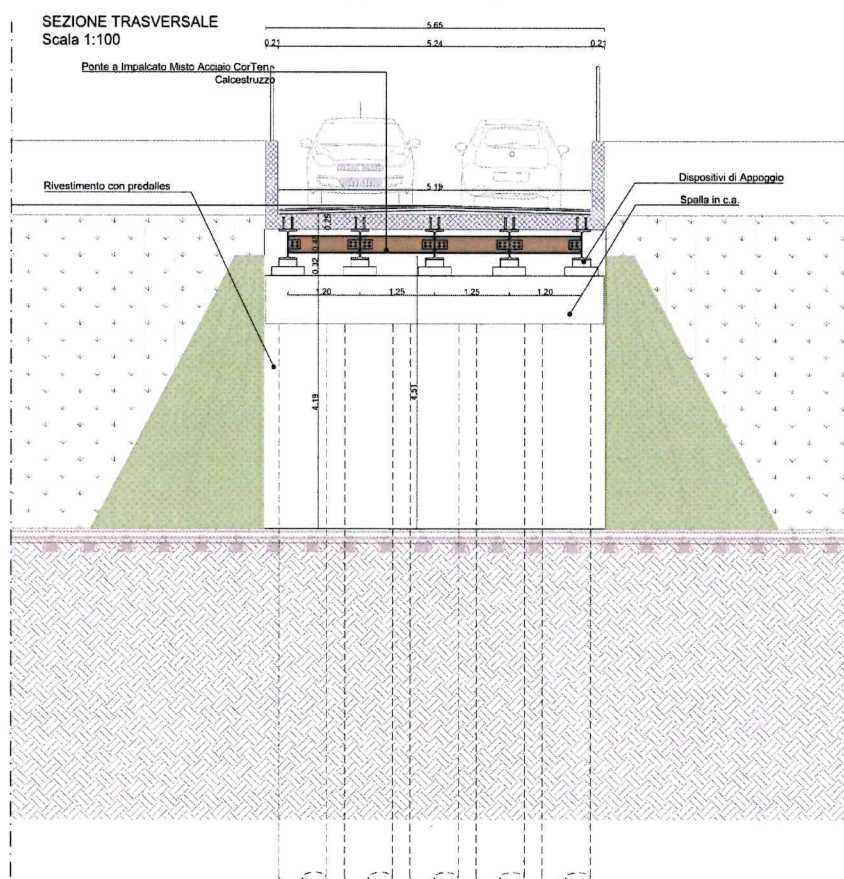 SEZIONE TRASVERSALE
Scala 1:100
5.65
0.21
5.24
0.21
Ponte a Impalcato Misto Acciaio CorTen
Calcestruzzo
Rivestimento con predalles
5.19
Dispositivi di Appoggio
Spalla in c.a.
0.25
0.32
1.20
1.25
1.25
1.20
4.19
4.51